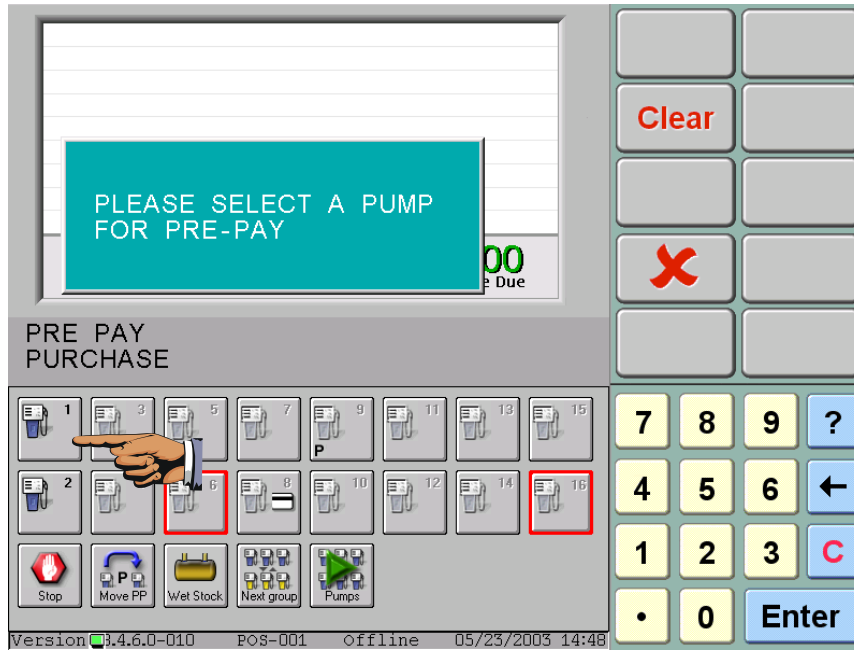 PLEASE SELECT A PUMP
FOR PRE-PAY
00
e Due
Clear
PRE PAY
PURCHASE
1 3 5 7 9 11 13 15
P
2 6 8 10 12 14 16
Stop
P
Move PP
Wet Stock
Next group
Pumps
7 8 9 ?
4 5 6 ←
1 2 3 C
• 0 Enter
Version 3.4.6.0-010 POS-001 Offline 05/23/2003 14:48